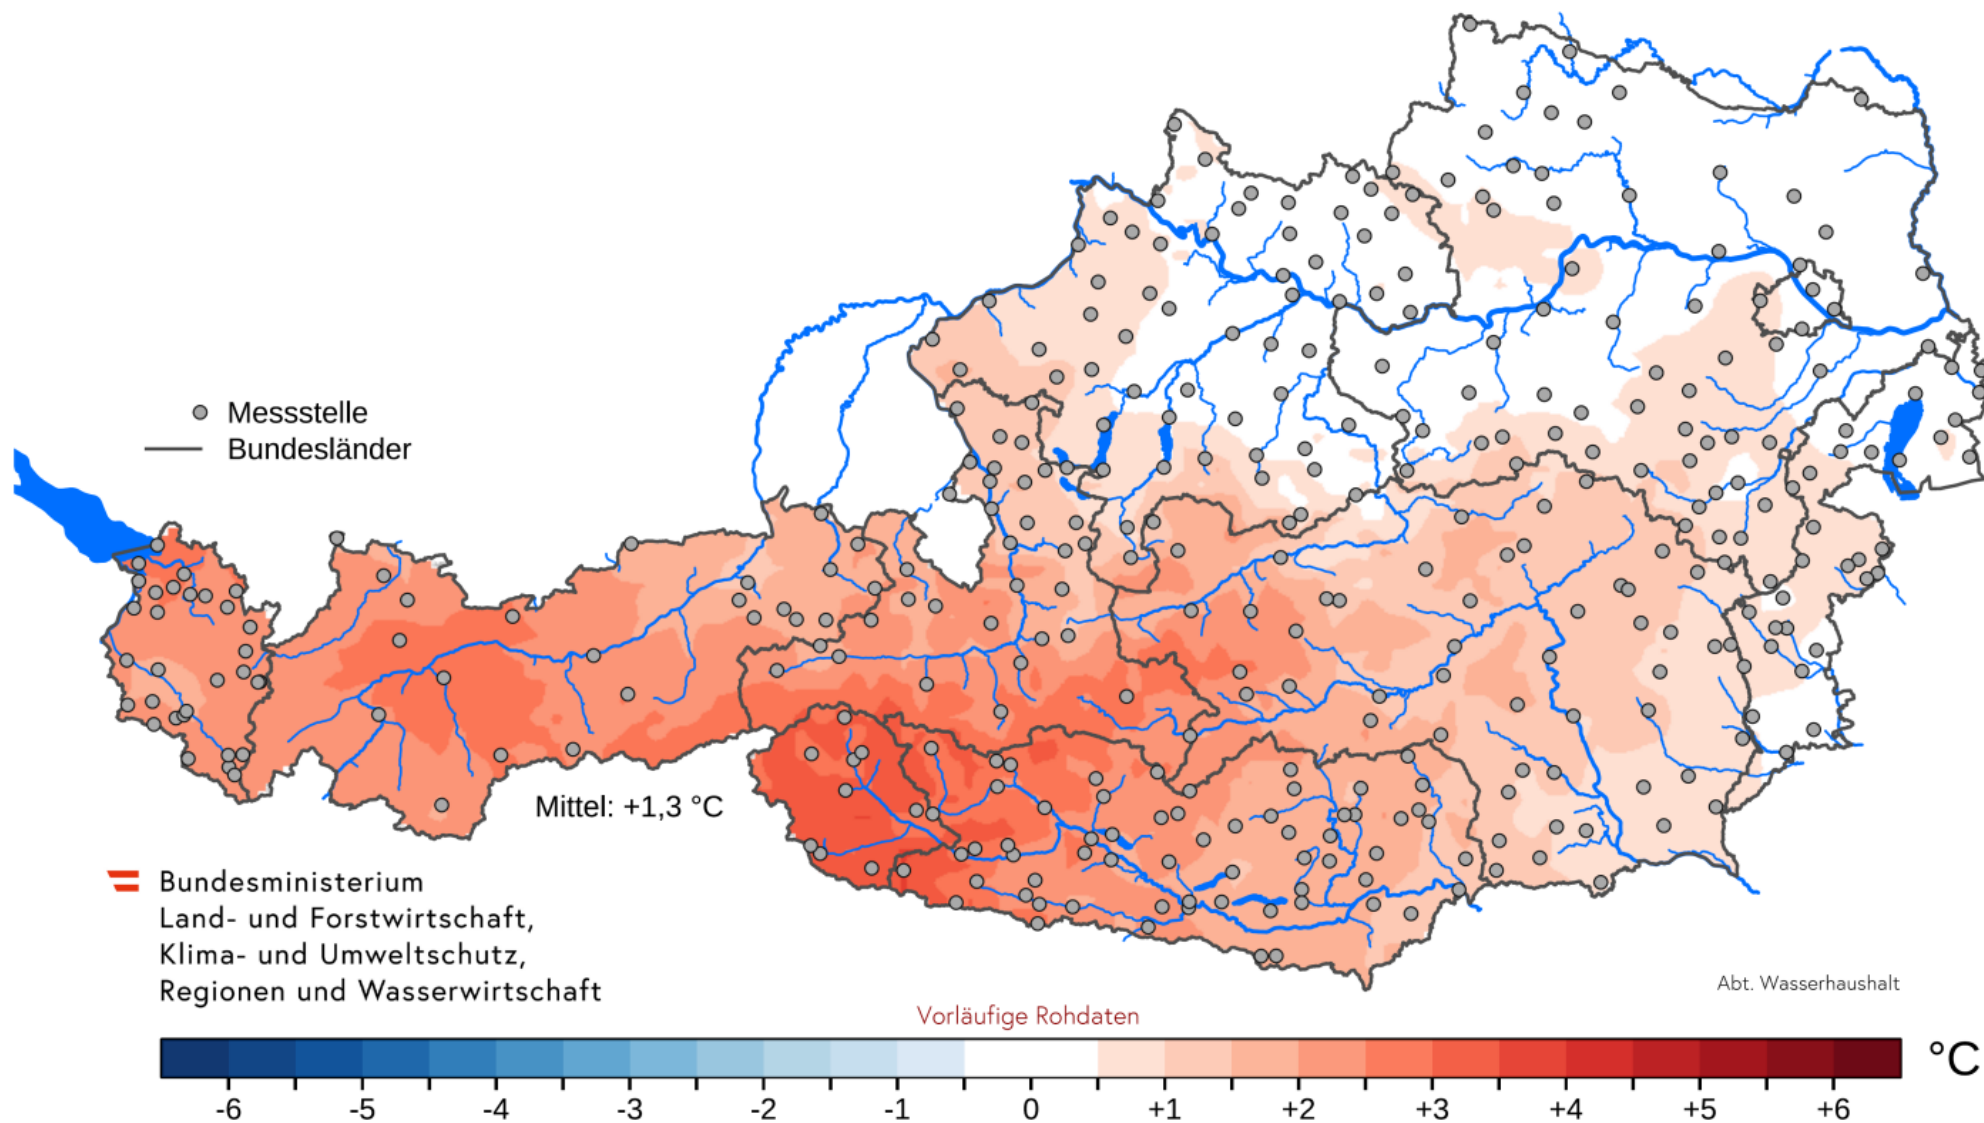 Messstelle
Bundesländer
Mittel: +1,3 °C
Bundesministerium
Land- und Forstwirtschaft,
Klima- und Umweltschutz,
Regionen und Wasserwirtschaft
Abt. Wasserhaushalt
Vorläufige Rohdaten
°C
-6 -5 -4 -3 -2 -1 0 +1 +2 +3 +4 +5 +6